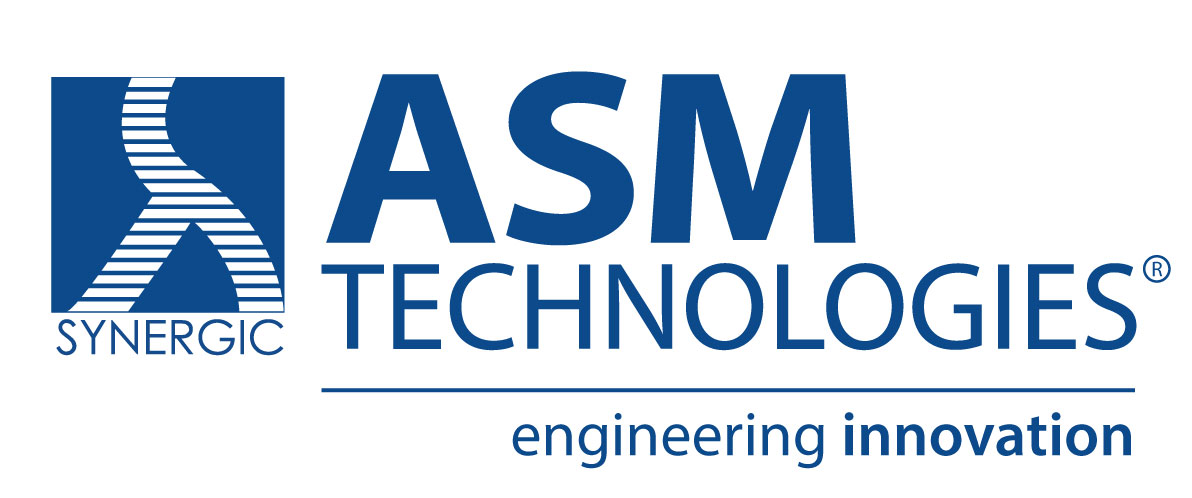 SYNERGIC
ASM
TECHNOLOGIES®
engineering innovation